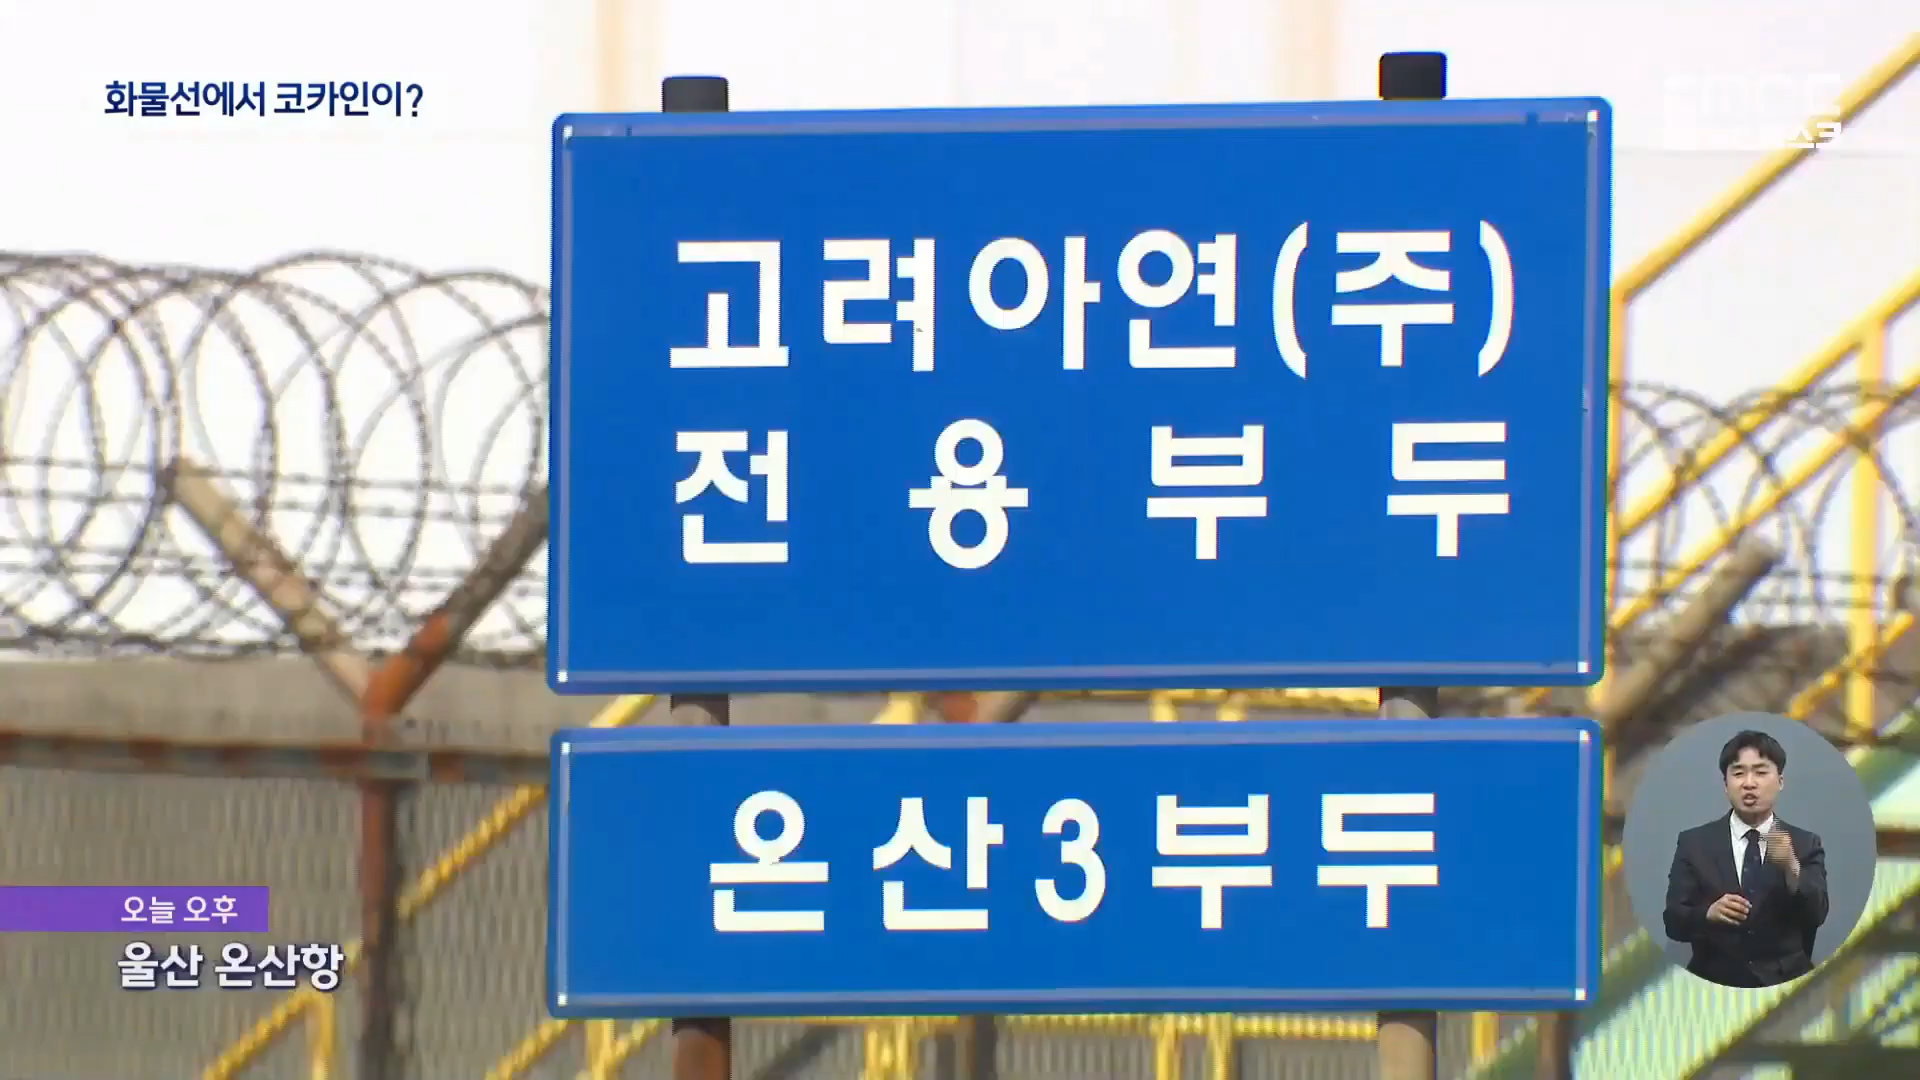 화물선에서 코카인이?
고려아연(주)
전용부두
온산3부두
오늘 오후
울산 온산항